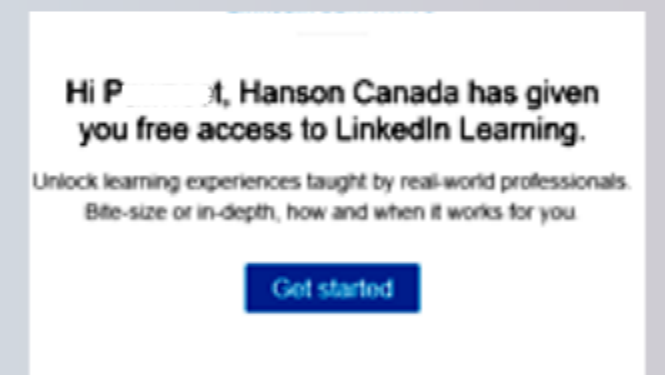 Hi P t, Hanson Canada has given
you free access to LinkedIn Learning.
Unlock learning experiences taught by real-world professionals.
Bite-size or in-depth, how and when it works for you.
Get started